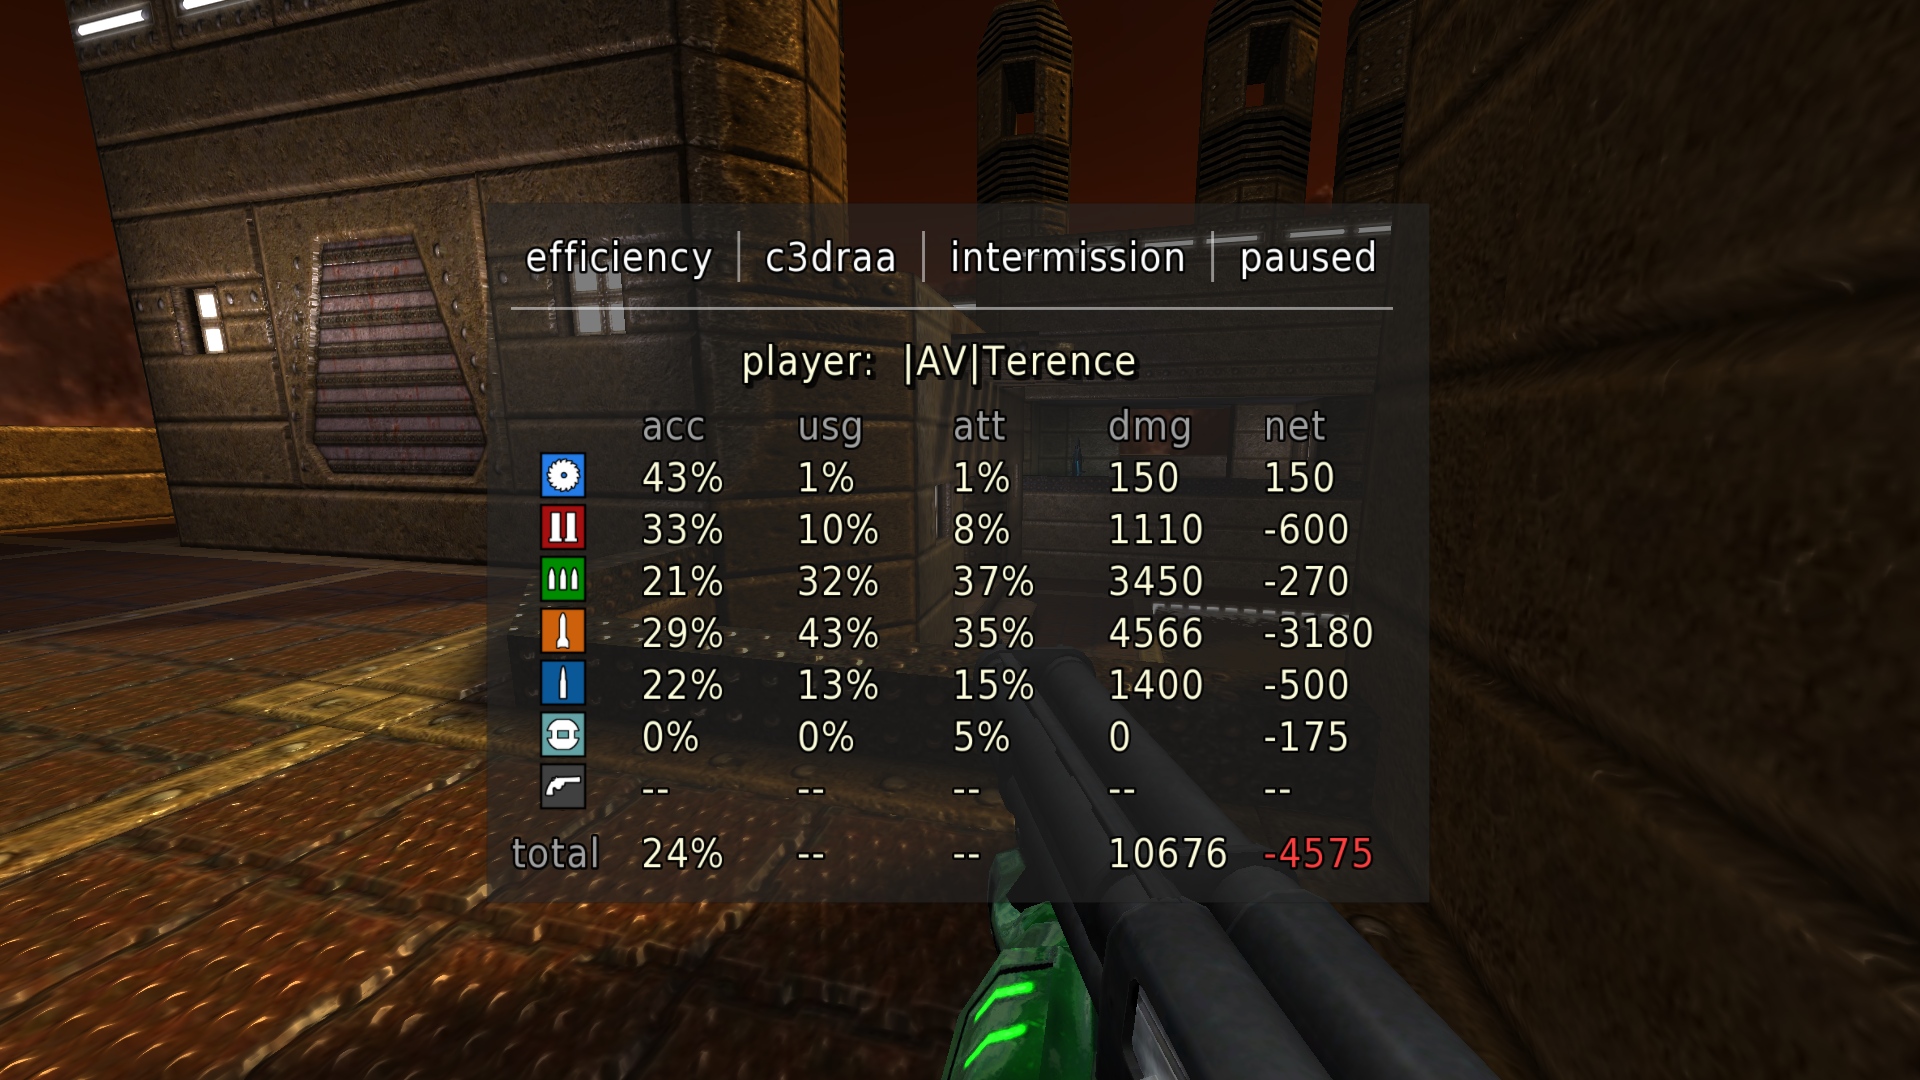 efficiency | c3draa | intermission | paused
player: |AV|Terence
acc usg att dmg net
43% 1% 1% 150 150
33% 10% 8% 1110 -600
21% 32% 37% 3450 -270
29% 43% 35% 4566 -3180
22% 13% 15% 1400 -500
0% 0% 5% 0 -175
-- -- -- -- --
total 24% -- -- 10676 -4575